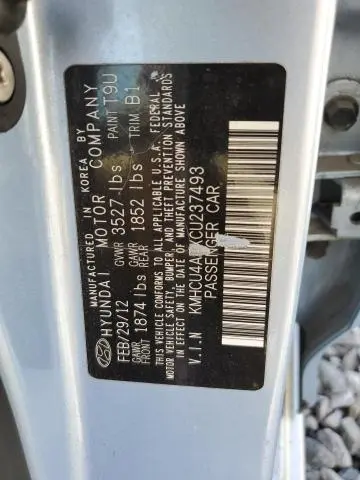 MANUFACTURED IN KOREA BY
HYUNDAI MOTOR COMPANY
FEB/29/12 GVWR 3527 lbs PAINT T9U
GAWR FRONT 1874 lbs GAWR REAR 1852 lbs TRIM B1
THIS VEHICLE CONFORMS TO ALL APPLICABLE U.S.A. FEDERAL
MOTOR VEHICLE SAFETY, BUMPER, AND THEFT PREVENTION STANDARDS
IN EFFECT ON THE DATE OF MANUFACTURE SHOWN ABOVE
V.I.N
PASSENGER CAR